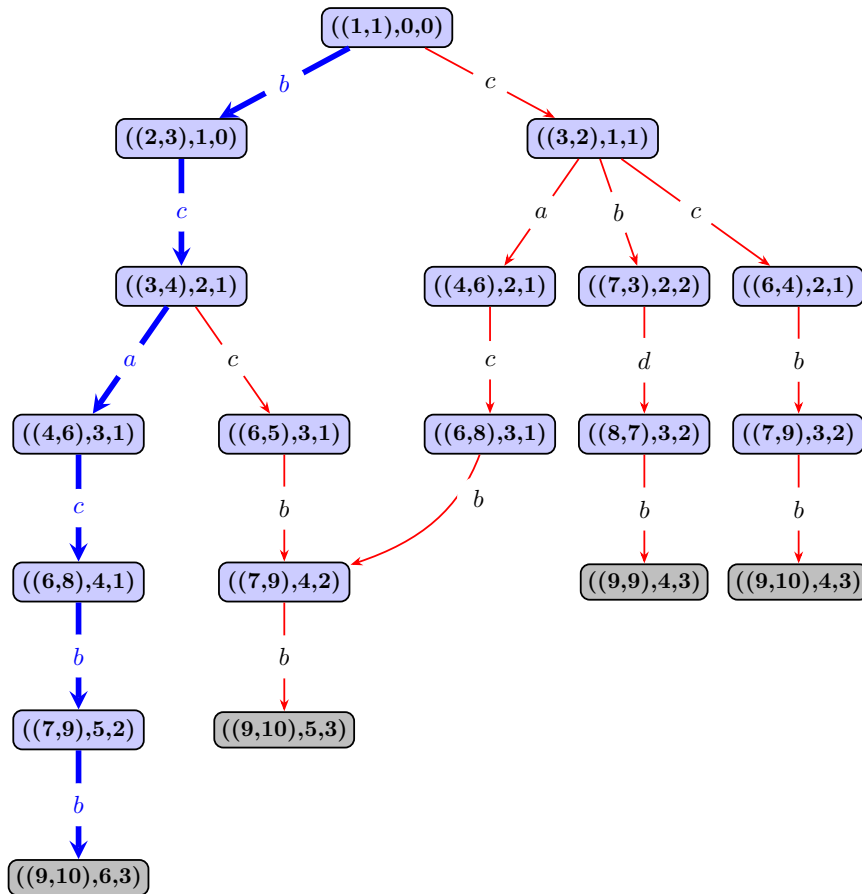 ((1,1),0,0)
b c
((2,3),1,0) ((3,2),1,1)
c a b c
((3,4),2,1) ((4,6),2,1) ((7,3),2,2) ((6,4),2,1)
a c c d b
((4,6),3,1) ((6,5),3,1) ((6,8),3,1) ((8,7),3,2) ((7,9),3,2)
c b b b b
((6,8),4,1) ((7,9),4,2) ((9,9),4,3) ((9,10),4,3)
b b
((7,9),5,2) ((9,10),5,3)
b
((9,10),6,3)